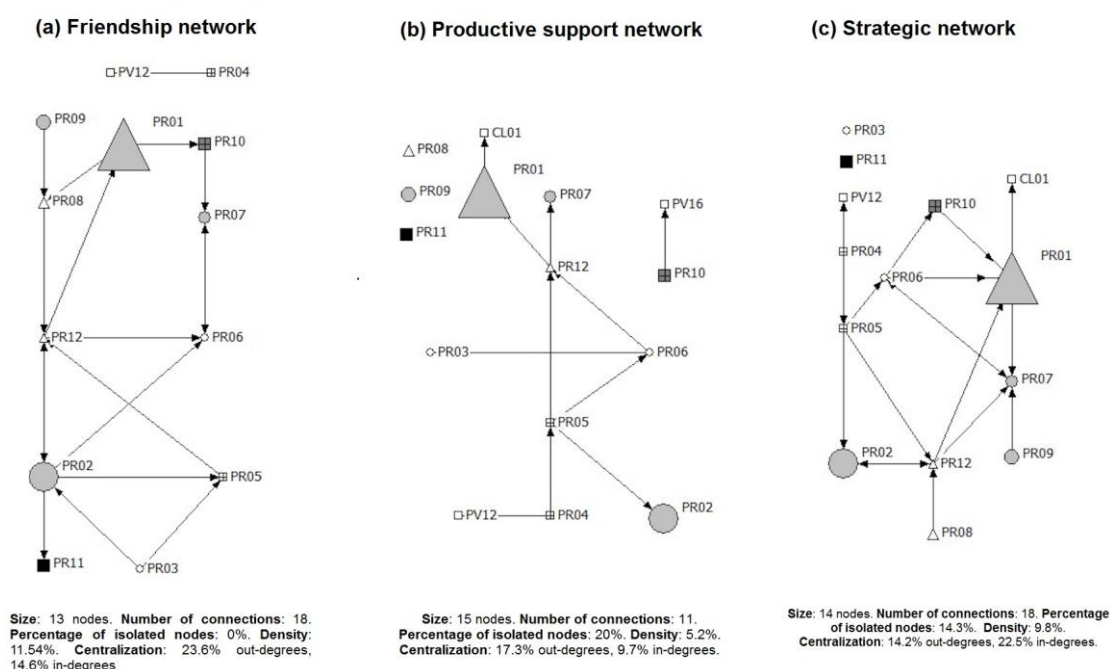 (a) Friendship network
PV12
PR04
PR09
PR01
PR10
PR08
PR07
PR12
PR06
PR02
PR05
PR11
PR03
Size: 13 nodes. Number of connections: 18.
Percentage of isolated nodes: 0%. Density:
11.54%. Centralization: 23.6% out-degrees,
14.6% in-degrees
(b) Productive support network
CL01
PR08
PR01
PR09
PR07
PV16
PR11
PR12
PR10
PR03
PR06
PR05
PV12
PR04
PR02
Size: 15 nodes. Number of connections: 11.
Percentage of isolated nodes: 20%. Density: 5.2%.
Centralization: 17.3% out-degrees, 9.7% in-degrees.
(c) Strategic network
PR03
PR11
CL01
PV12
PR10
PR04
PR01
PR06
PR05
PR07
PR02
PR12
PR09
PR08
Size: 14 nodes. Number of connections: 18. Percentage
of isolated nodes: 14.3%. Density: 9.8%.
Centralization: 14.2% out-degrees, 22.5% in-degrees.